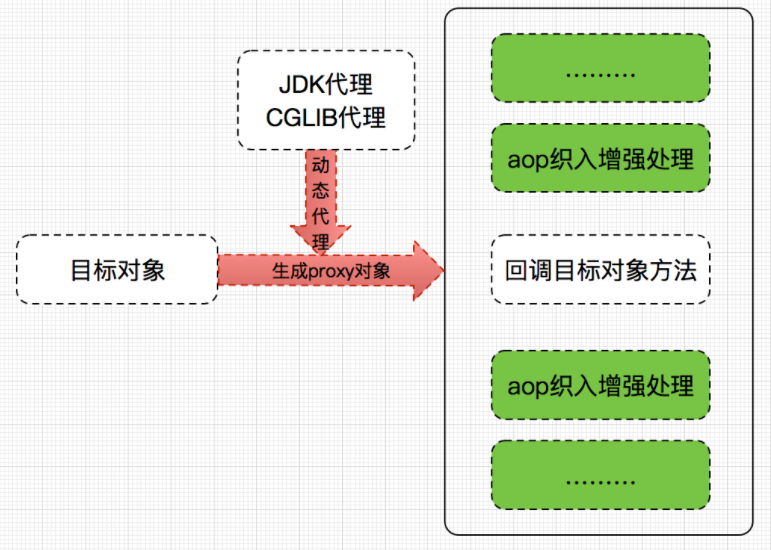 JDK代理
CGLIB代理
动
态
代
理
目标对象
生成proxy对象
………
aop织入增强处理
回调目标对象方法
aop织入增强处理
………